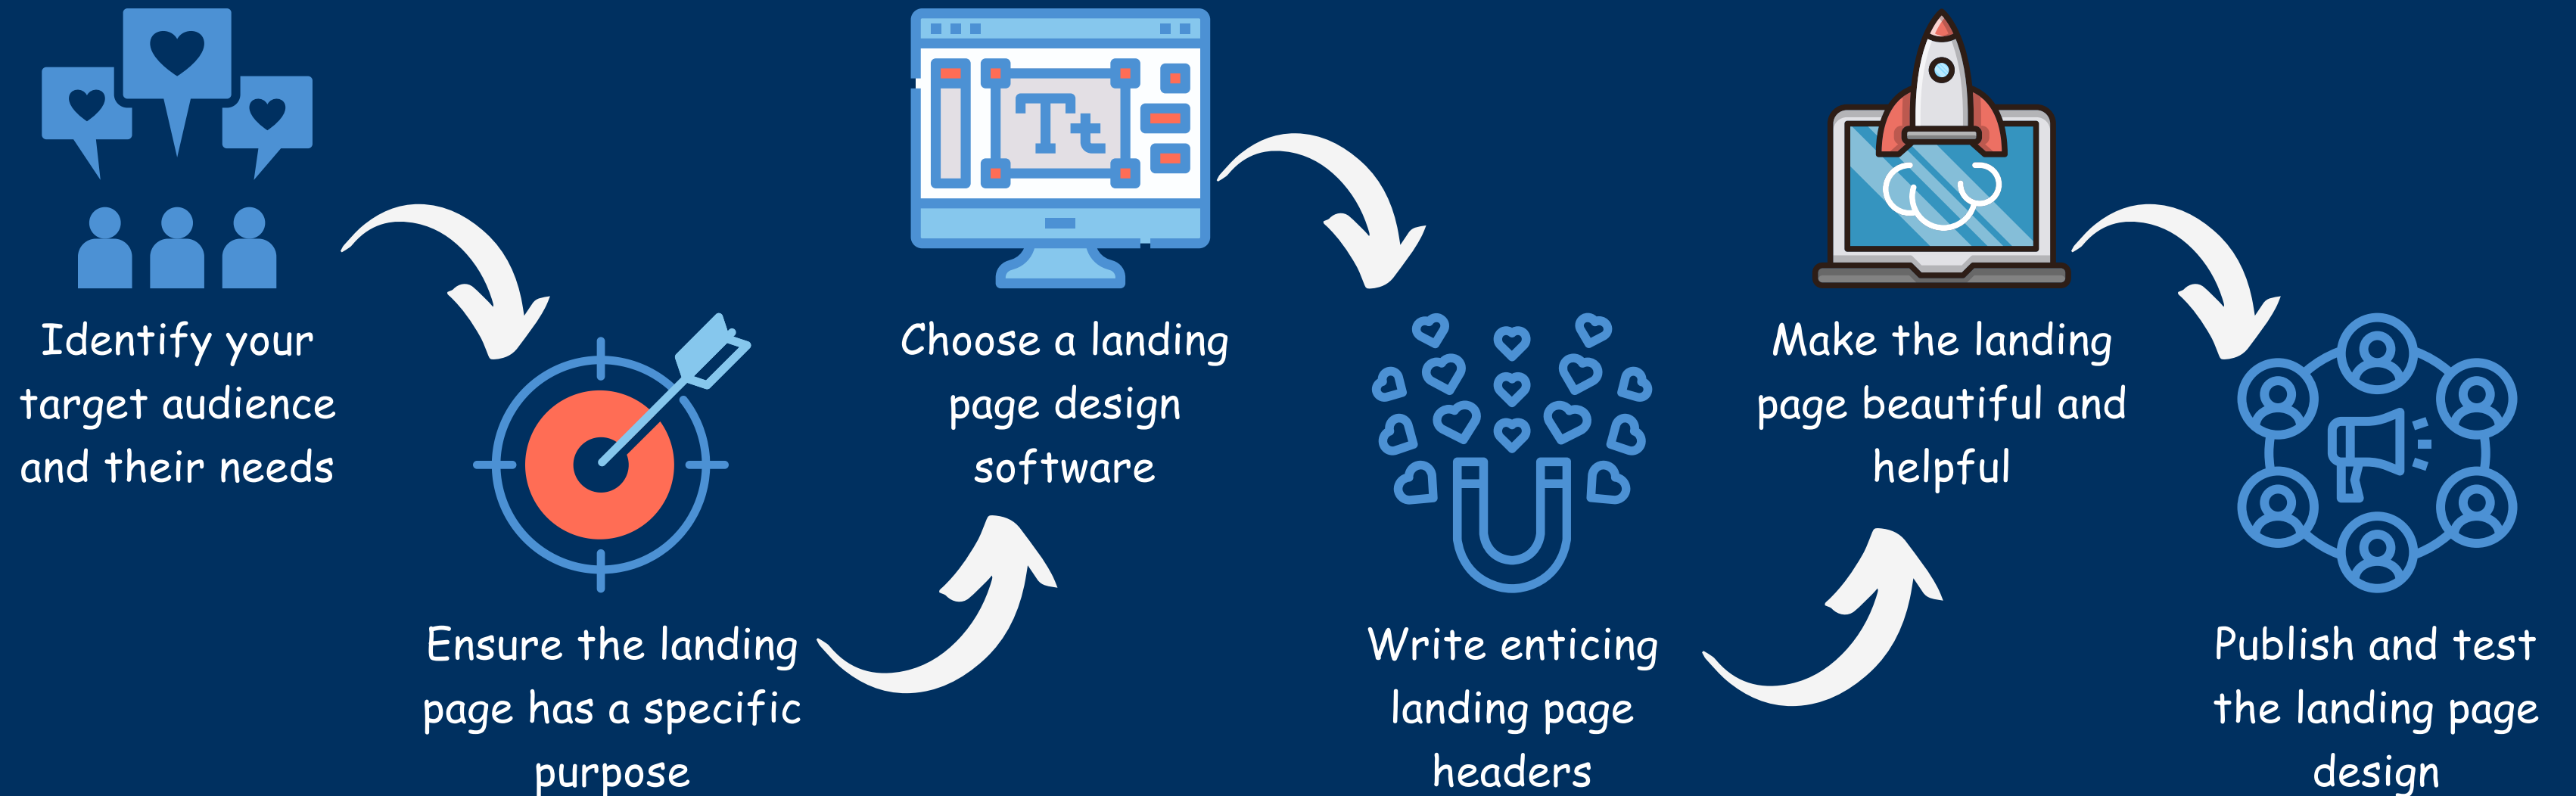 Identify your
target audience
and their needs
Ensure the landing
page has a specific
purpose
Tt
Choose a landing
page design
software
Write enticing
landing page
headers
Make the landing
page beautiful and
helpful
Publish and test
the landing page
design